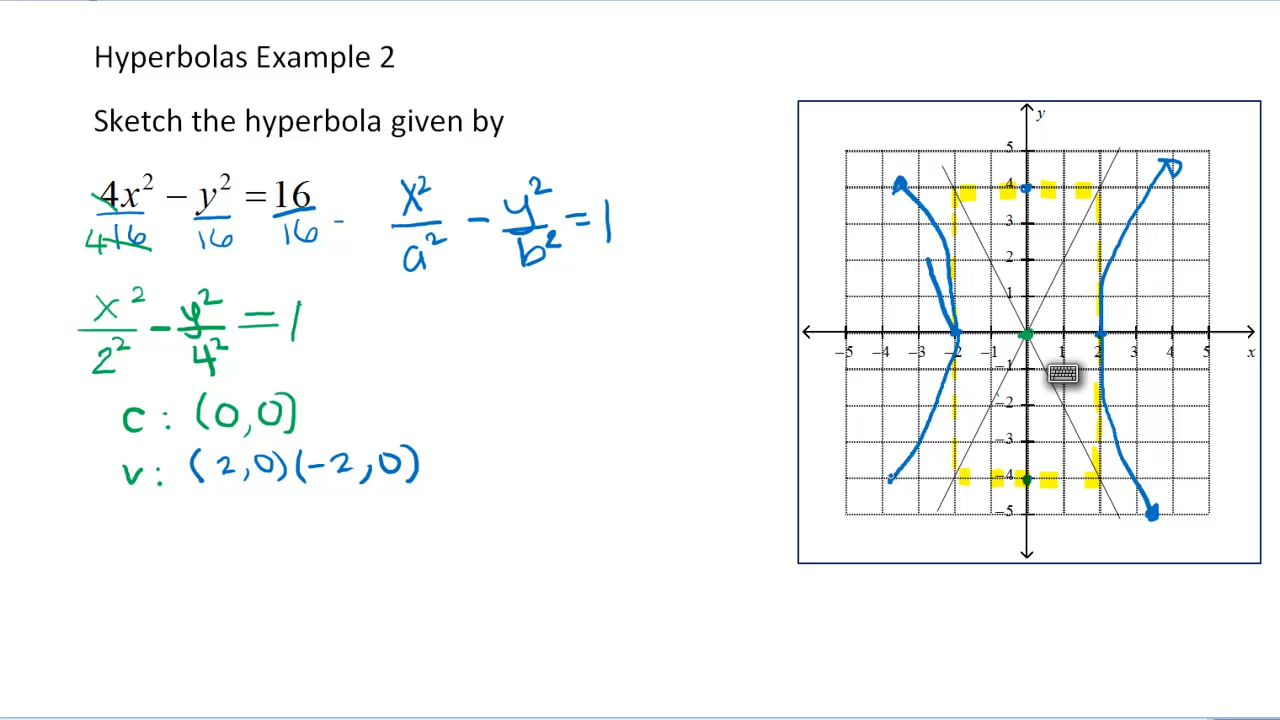 Hyperbolas Example 2
Sketch the hyperbola given by
4x² − y² = 16
4 16 16 16 -
x²/a² − y²/b² = 1
x²/2² − y²/4² = 1
c : (0,0]
v : (2,0)(-2,0)
y
5
4
3
2
1
−5 −4 −3 −2 −1 1 2 3 4 5 x
−1
−2
−3
−4
−5